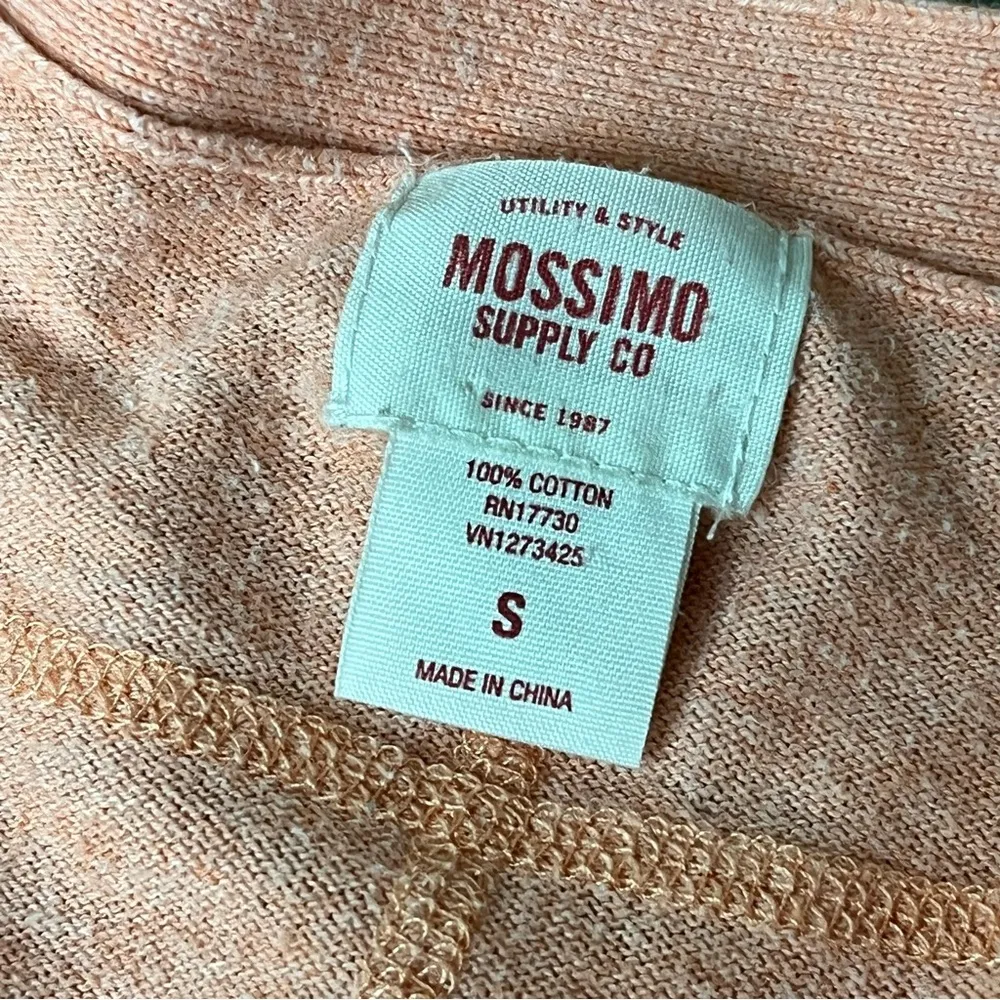 UTILITY & STYLE
MOSSIMO
SUPPLY CO
SINCE 1987
100% COTTON
RN17730
VN1273425
S
MADE IN CHINA